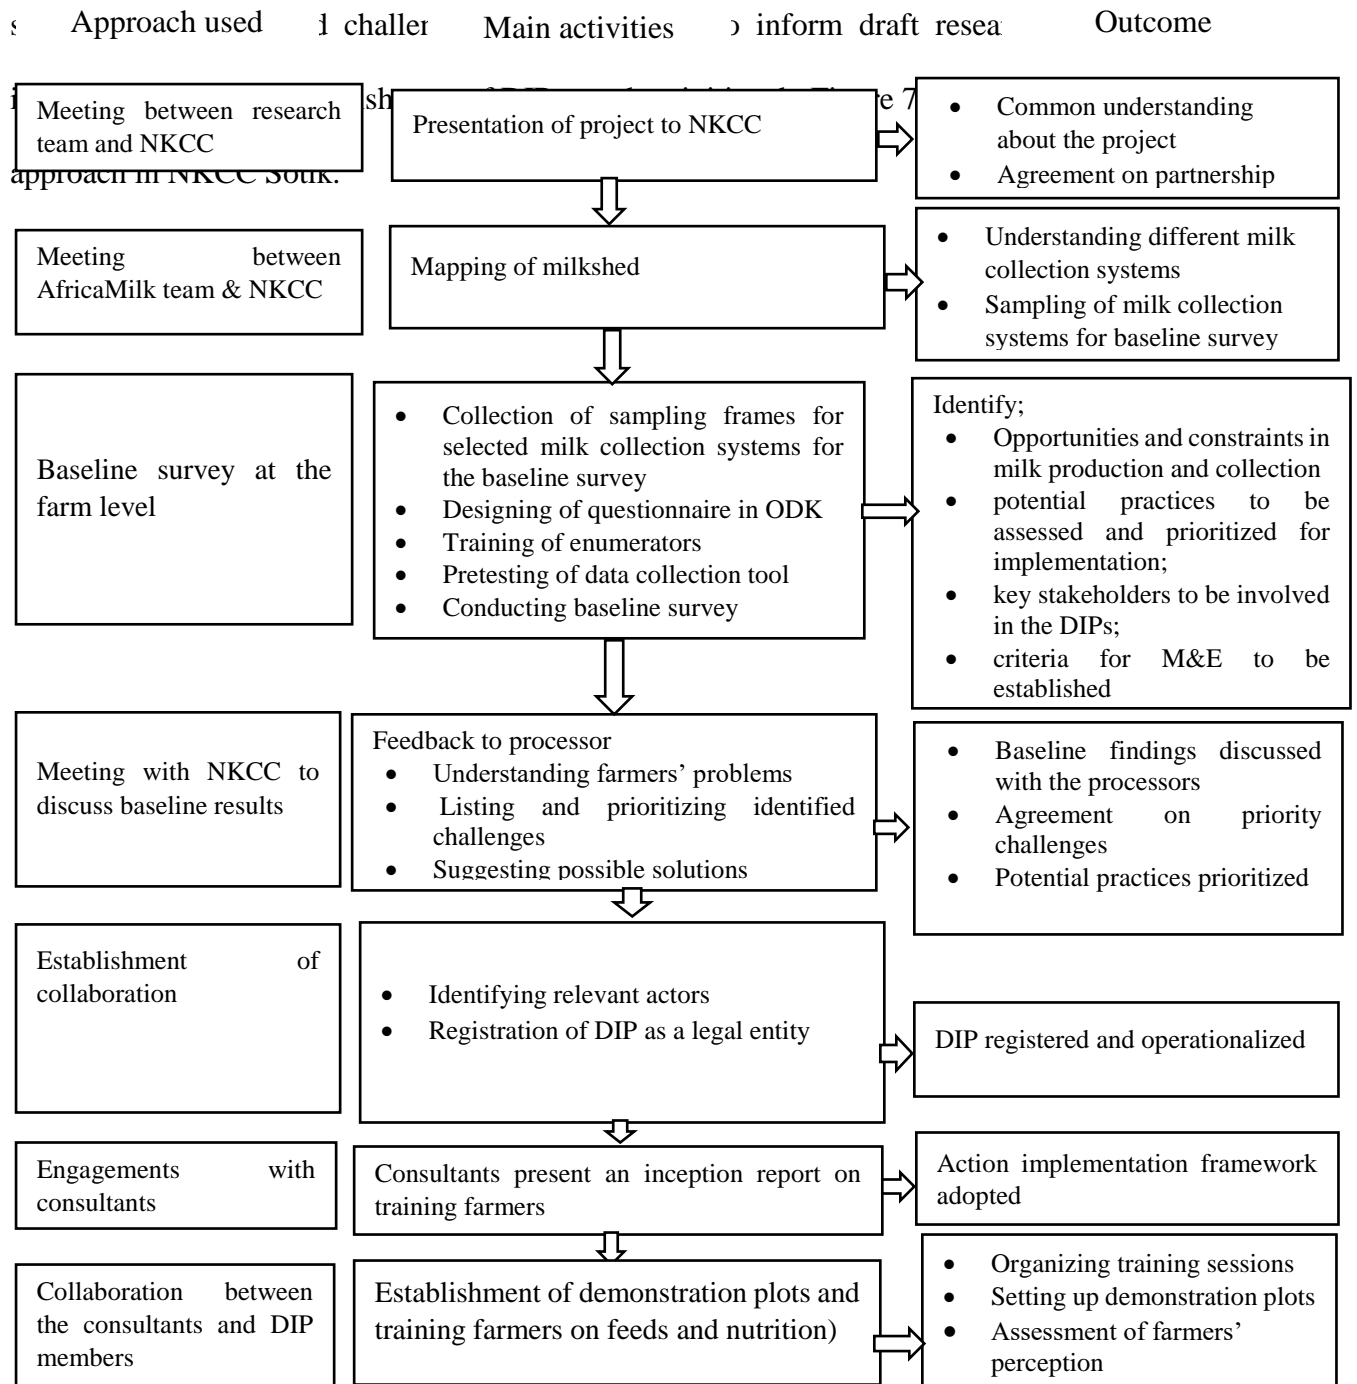 Approach used
challen
Main activities
inform draft resea
Outcome
Meeting between research
team and NKCC
Presentation of project to NKCC
• Common understanding
about the project
• Agreement on partnership
approach in NKCC Sotik.
Meeting between
AfricaMilk team & NKCC
Mapping of milkshed
• Understanding different milk
collection systems
• Sampling of milk collection
systems for baseline survey
Baseline survey at the
farm level
• Collection of sampling frames for
selected milk collection systems for
the baseline survey
• Designing of questionnaire in ODK
• Training of enumerators
• Pretesting of data collection tool
• Conducting baseline survey
Identify;
• Opportunities and constraints in
milk production and collection
• potential practices to be
assessed and prioritized for
implementation;
• key stakeholders to be involved
in the DIPs;
• criteria for M&E to be
established
Meeting with NKCC to
discuss baseline results
Feedback to processor
• Understanding farmers’ problems
• Listing and prioritizing identified
challenges
• Suggesting possible solutions
• Baseline findings discussed
with the processors
• Agreement on priority
challenges
• Potential practices prioritized
Establishment of
collaboration
• Identifying relevant actors
• Registration of DIP as a legal entity
DIP registered and operationalized
Engagements with
consultants
Consultants present an inception report on
training farmers
Action implementation framework
adopted
Collaboration between
the consultants and DIP
members
Establishment of demonstration plots and
training farmers on feeds and nutrition)
• Organizing training sessions
• Setting up demonstration plots
• Assessment of farmers’
perception